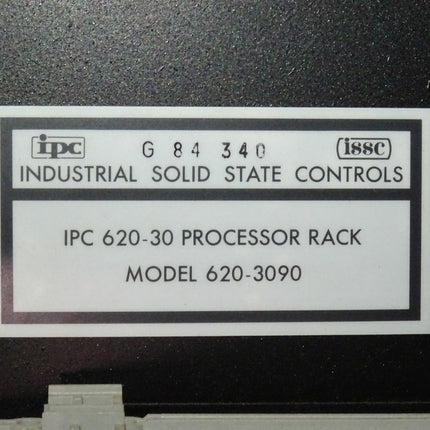 ipc G 84 340 issc
INDUSTRIAL SOLID STATE CONTROLS
IPC 620-30 PROCESSOR RACK
MODEL 620-3090